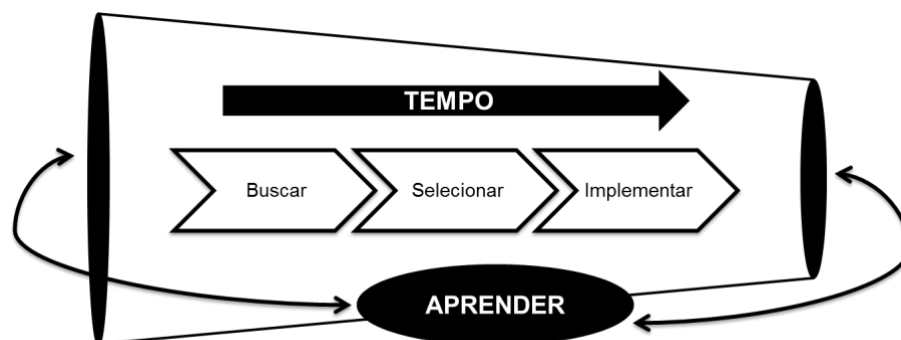 TEMPO
Buscar
Selecionar
Implementar
APRENDER